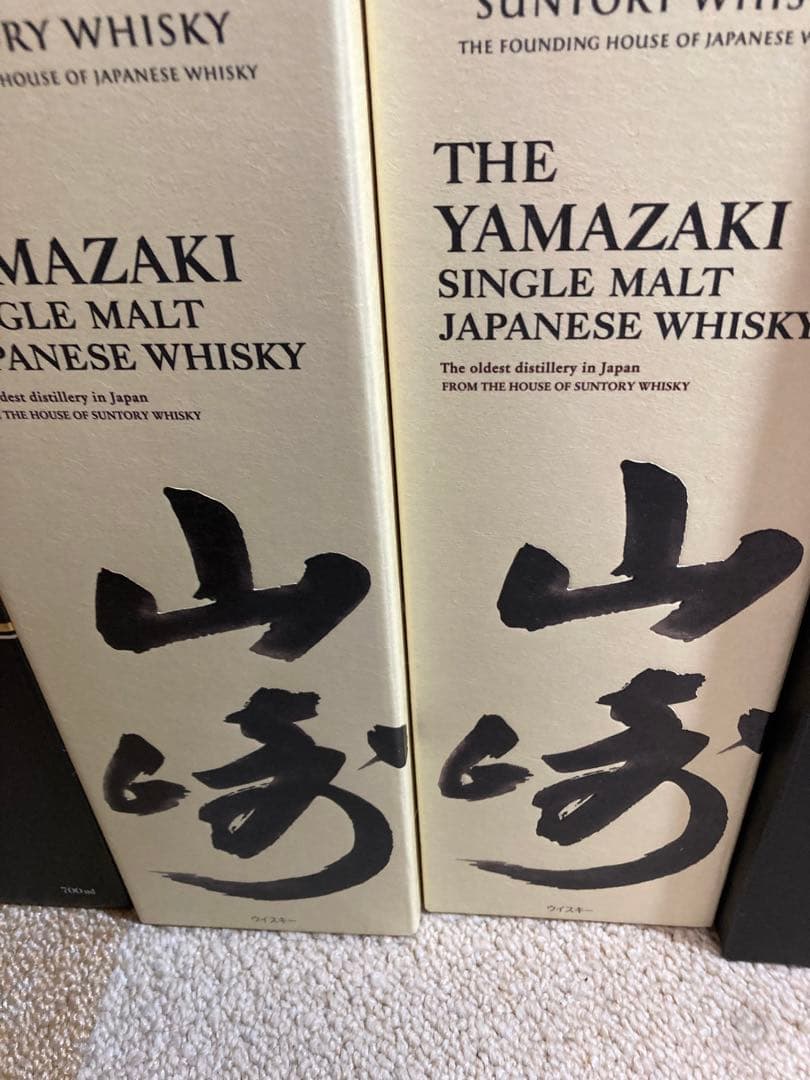 RY WHISKY
HOUSE OF JAPANESE WHISKY
MAZAKI
GLE MALT
PANESE WHISKY
dest distillery in Japan
THE HOUSE OF SUNTORY WHISKY
山
崎
ウイスキー
700ml
SUNTORY WHIS
THE FOUNDING HOUSE OF JAPANESE W
THE
YAMAZAKI
SINGLE MALT
JAPANESE WHISKY
The oldest distillery in Japan
FROM THE HOUSE OF SUNTORY WHISKY
山
崎
ウイスキー